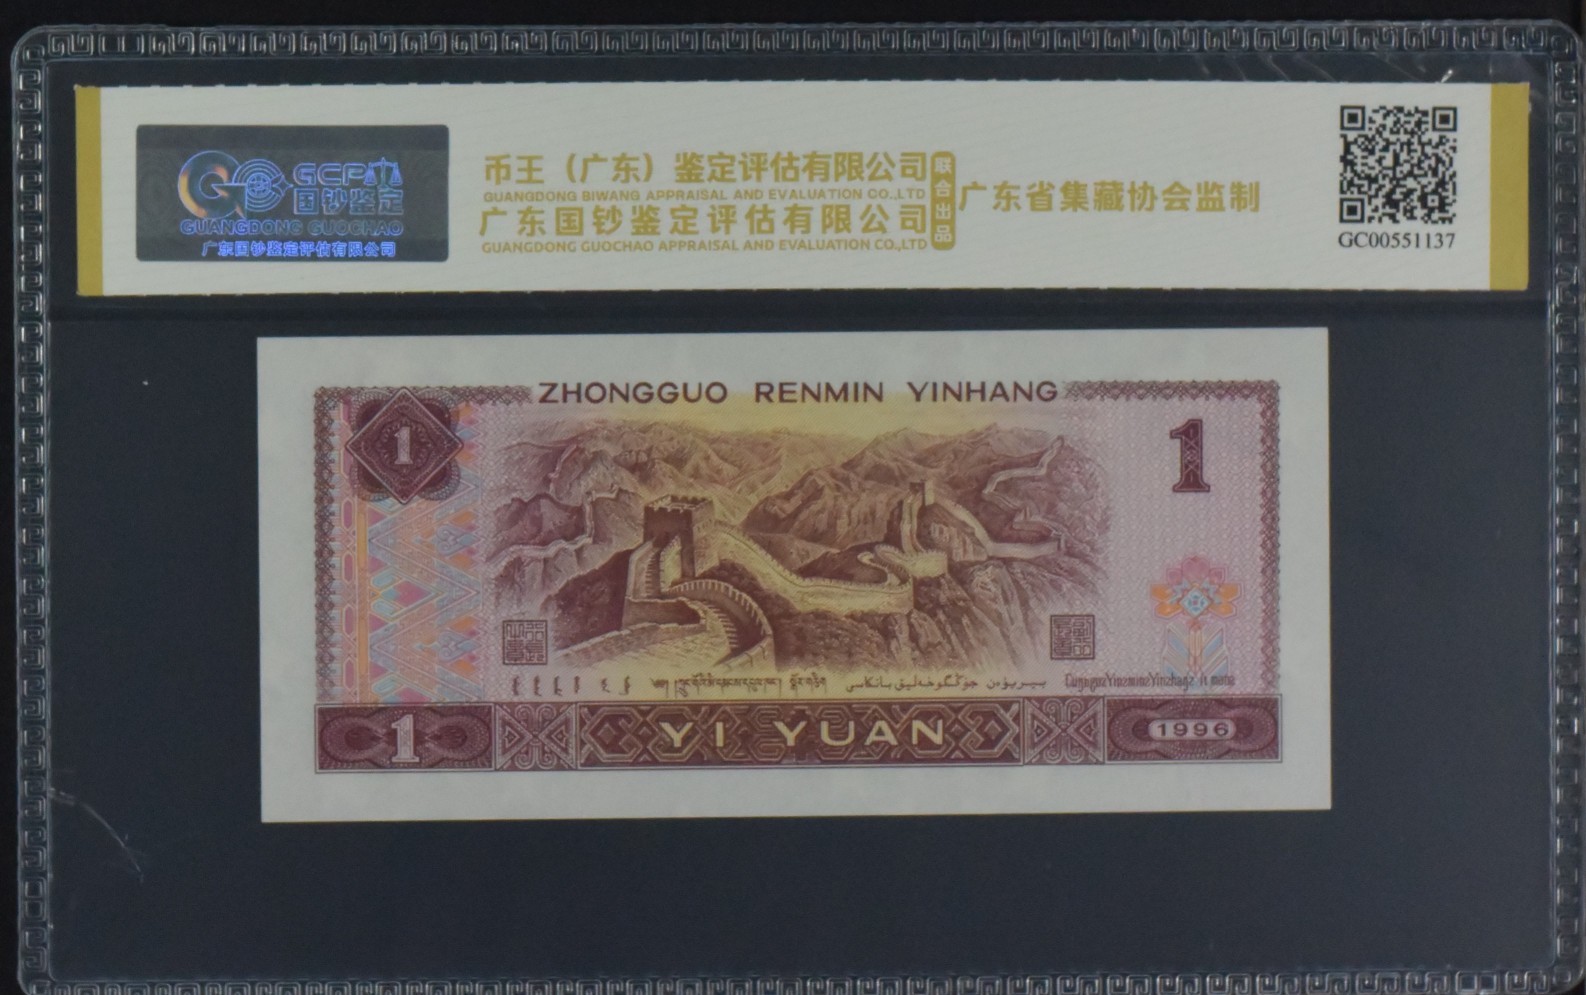 GCP
国钞鉴定
GUANGDONG GUOCHAO
广东国钞鉴定评估有限公司
币王（广东）鉴定评估有限公司
GUANGDONG BIWANG APPRAISAL AND EVALUATION CO.,LTD
广东国钞鉴定评估有限公司
GUANGDONG GUOCHAO APPRAISAL AND EVALUATION CO.,LTD
联合出品
广东省集藏协会监制
GC00551137
ZHONGGUO RENMIN YINHANG
1
1
1
YI YUAN
1996